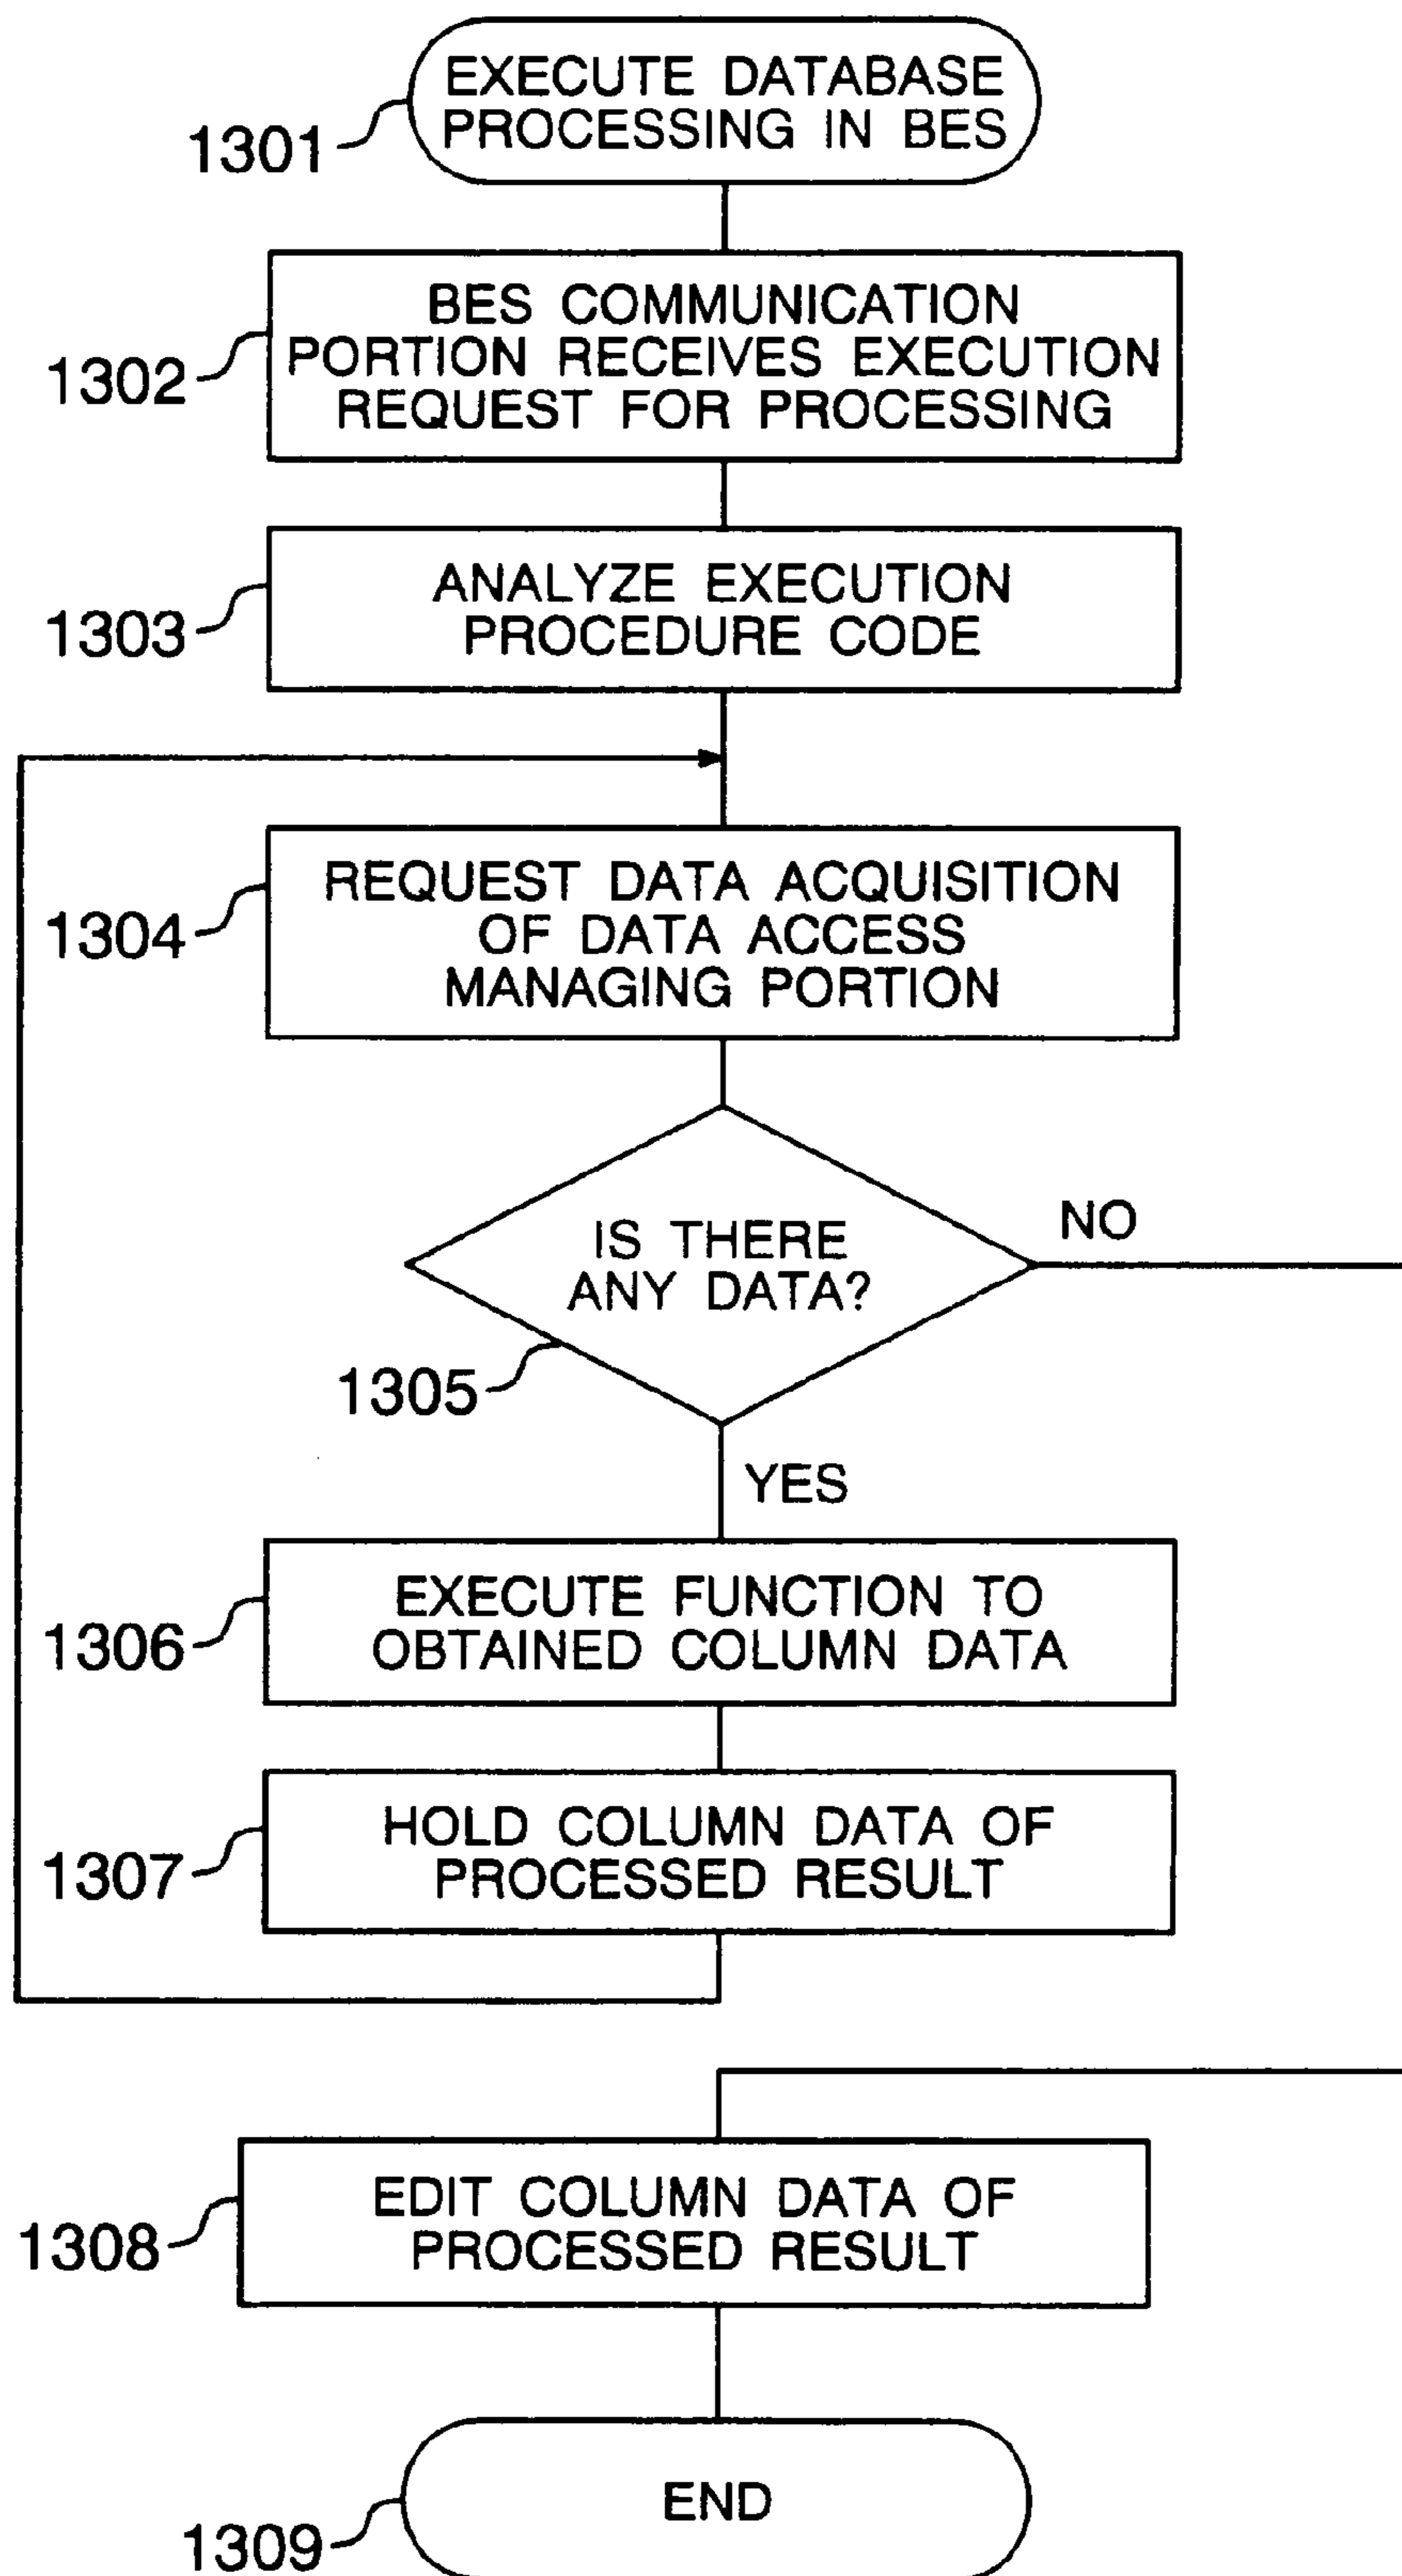 EXECUTE DATABASE
PROCESSING IN BES
1301
BES COMMUNICATION
PORTION RECEIVES EXECUTION
REQUEST FOR PROCESSING
1302
ANALYZE EXECUTION
PROCEDURE CODE
1303
REQUEST DATA ACQUISITION
OF DATA ACCESS
MANAGING PORTION
1304
IS THERE
ANY DATA?
NO
1305
YES
EXECUTE FUNCTION TO
OBTAINED COLUMN DATA
1306
HOLD COLUMN DATA OF
PROCESSED RESULT
1307
EDIT COLUMN DATA OF
PROCESSED RESULT
1308
END
1309